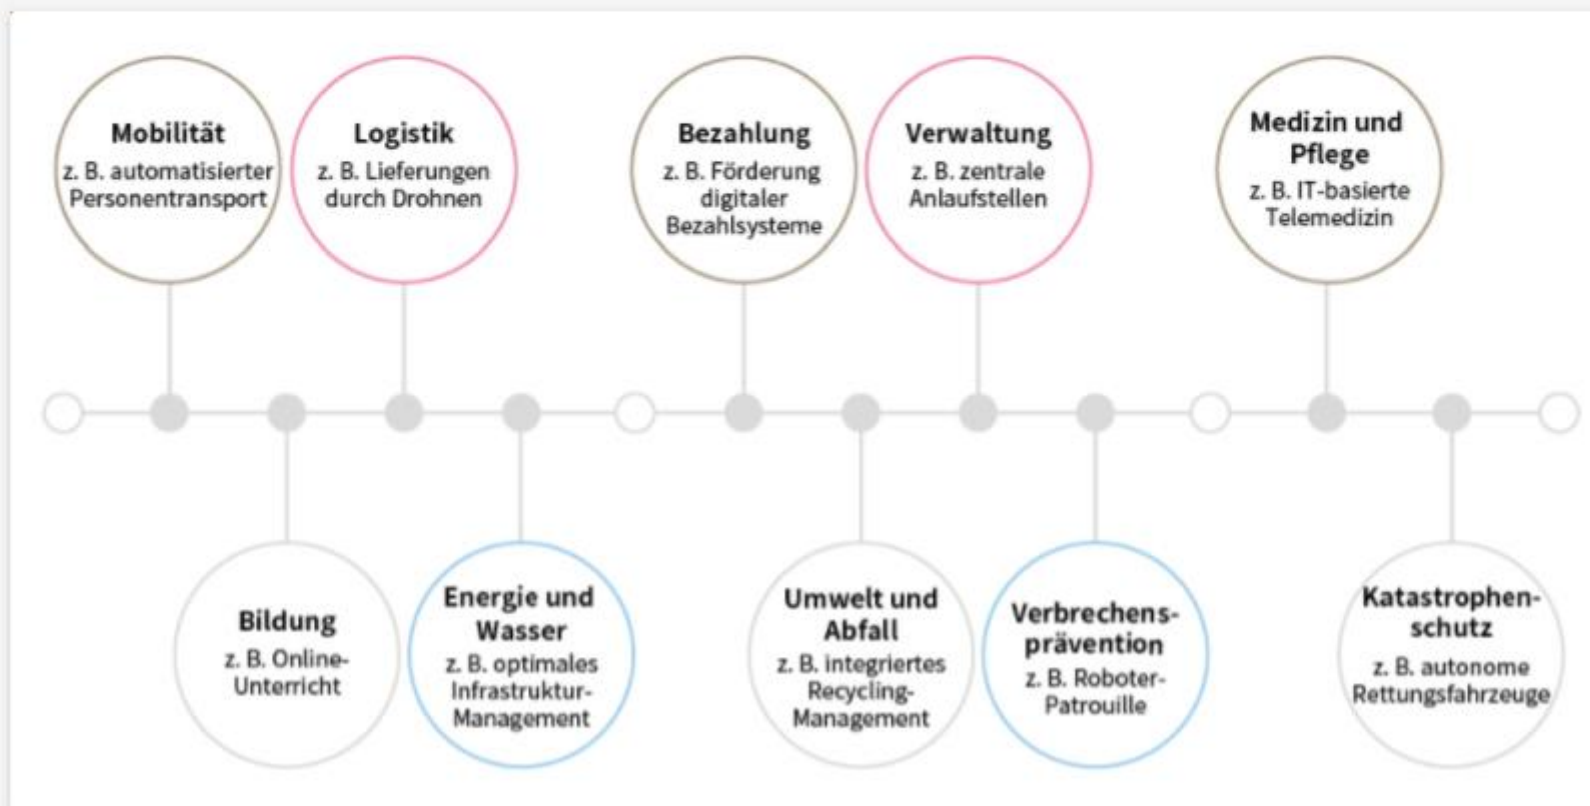 Mobilität
z. B. automatisierter
Personentransport
Logistik
z. B. Lieferungen
durch Drohnen
Bezahlung
z. B. Förderung
digitaler
Bezahlsysteme
Verwaltung
z. B. zentrale
Anlaufstellen
Medizin und
Pflege
z. B. IT-basierte
Telemedizin
Bildung
z. B. Online-
Unterricht
Energie und
Wasser
z. B. optimales
Infrastruktur-
Management
Umwelt und
Abfall
z. B. integriertes
Recycling-
Management
Verbrechens-
prävention
z. B. Roboter-
Patrouille
Katastrophen-
schutz
z. B. autonome
Rettungsfahrzeuge